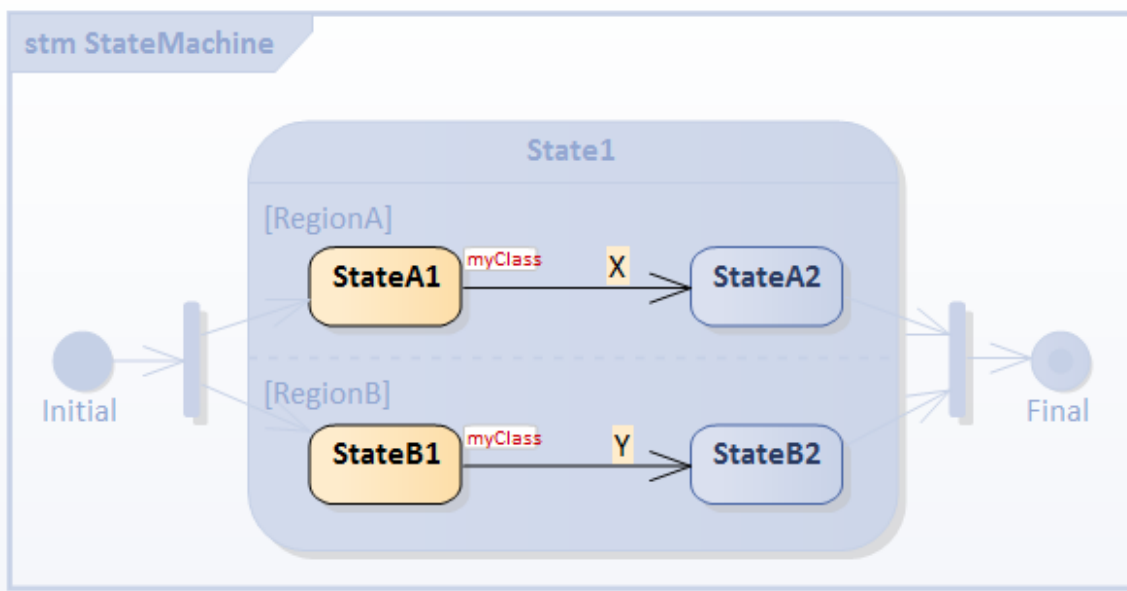 stm StateMachine
State1
[RegionA]
StateA1
myClass
X
StateA2
Initial
[RegionB]
StateB1
myClass
Y
StateB2
Final